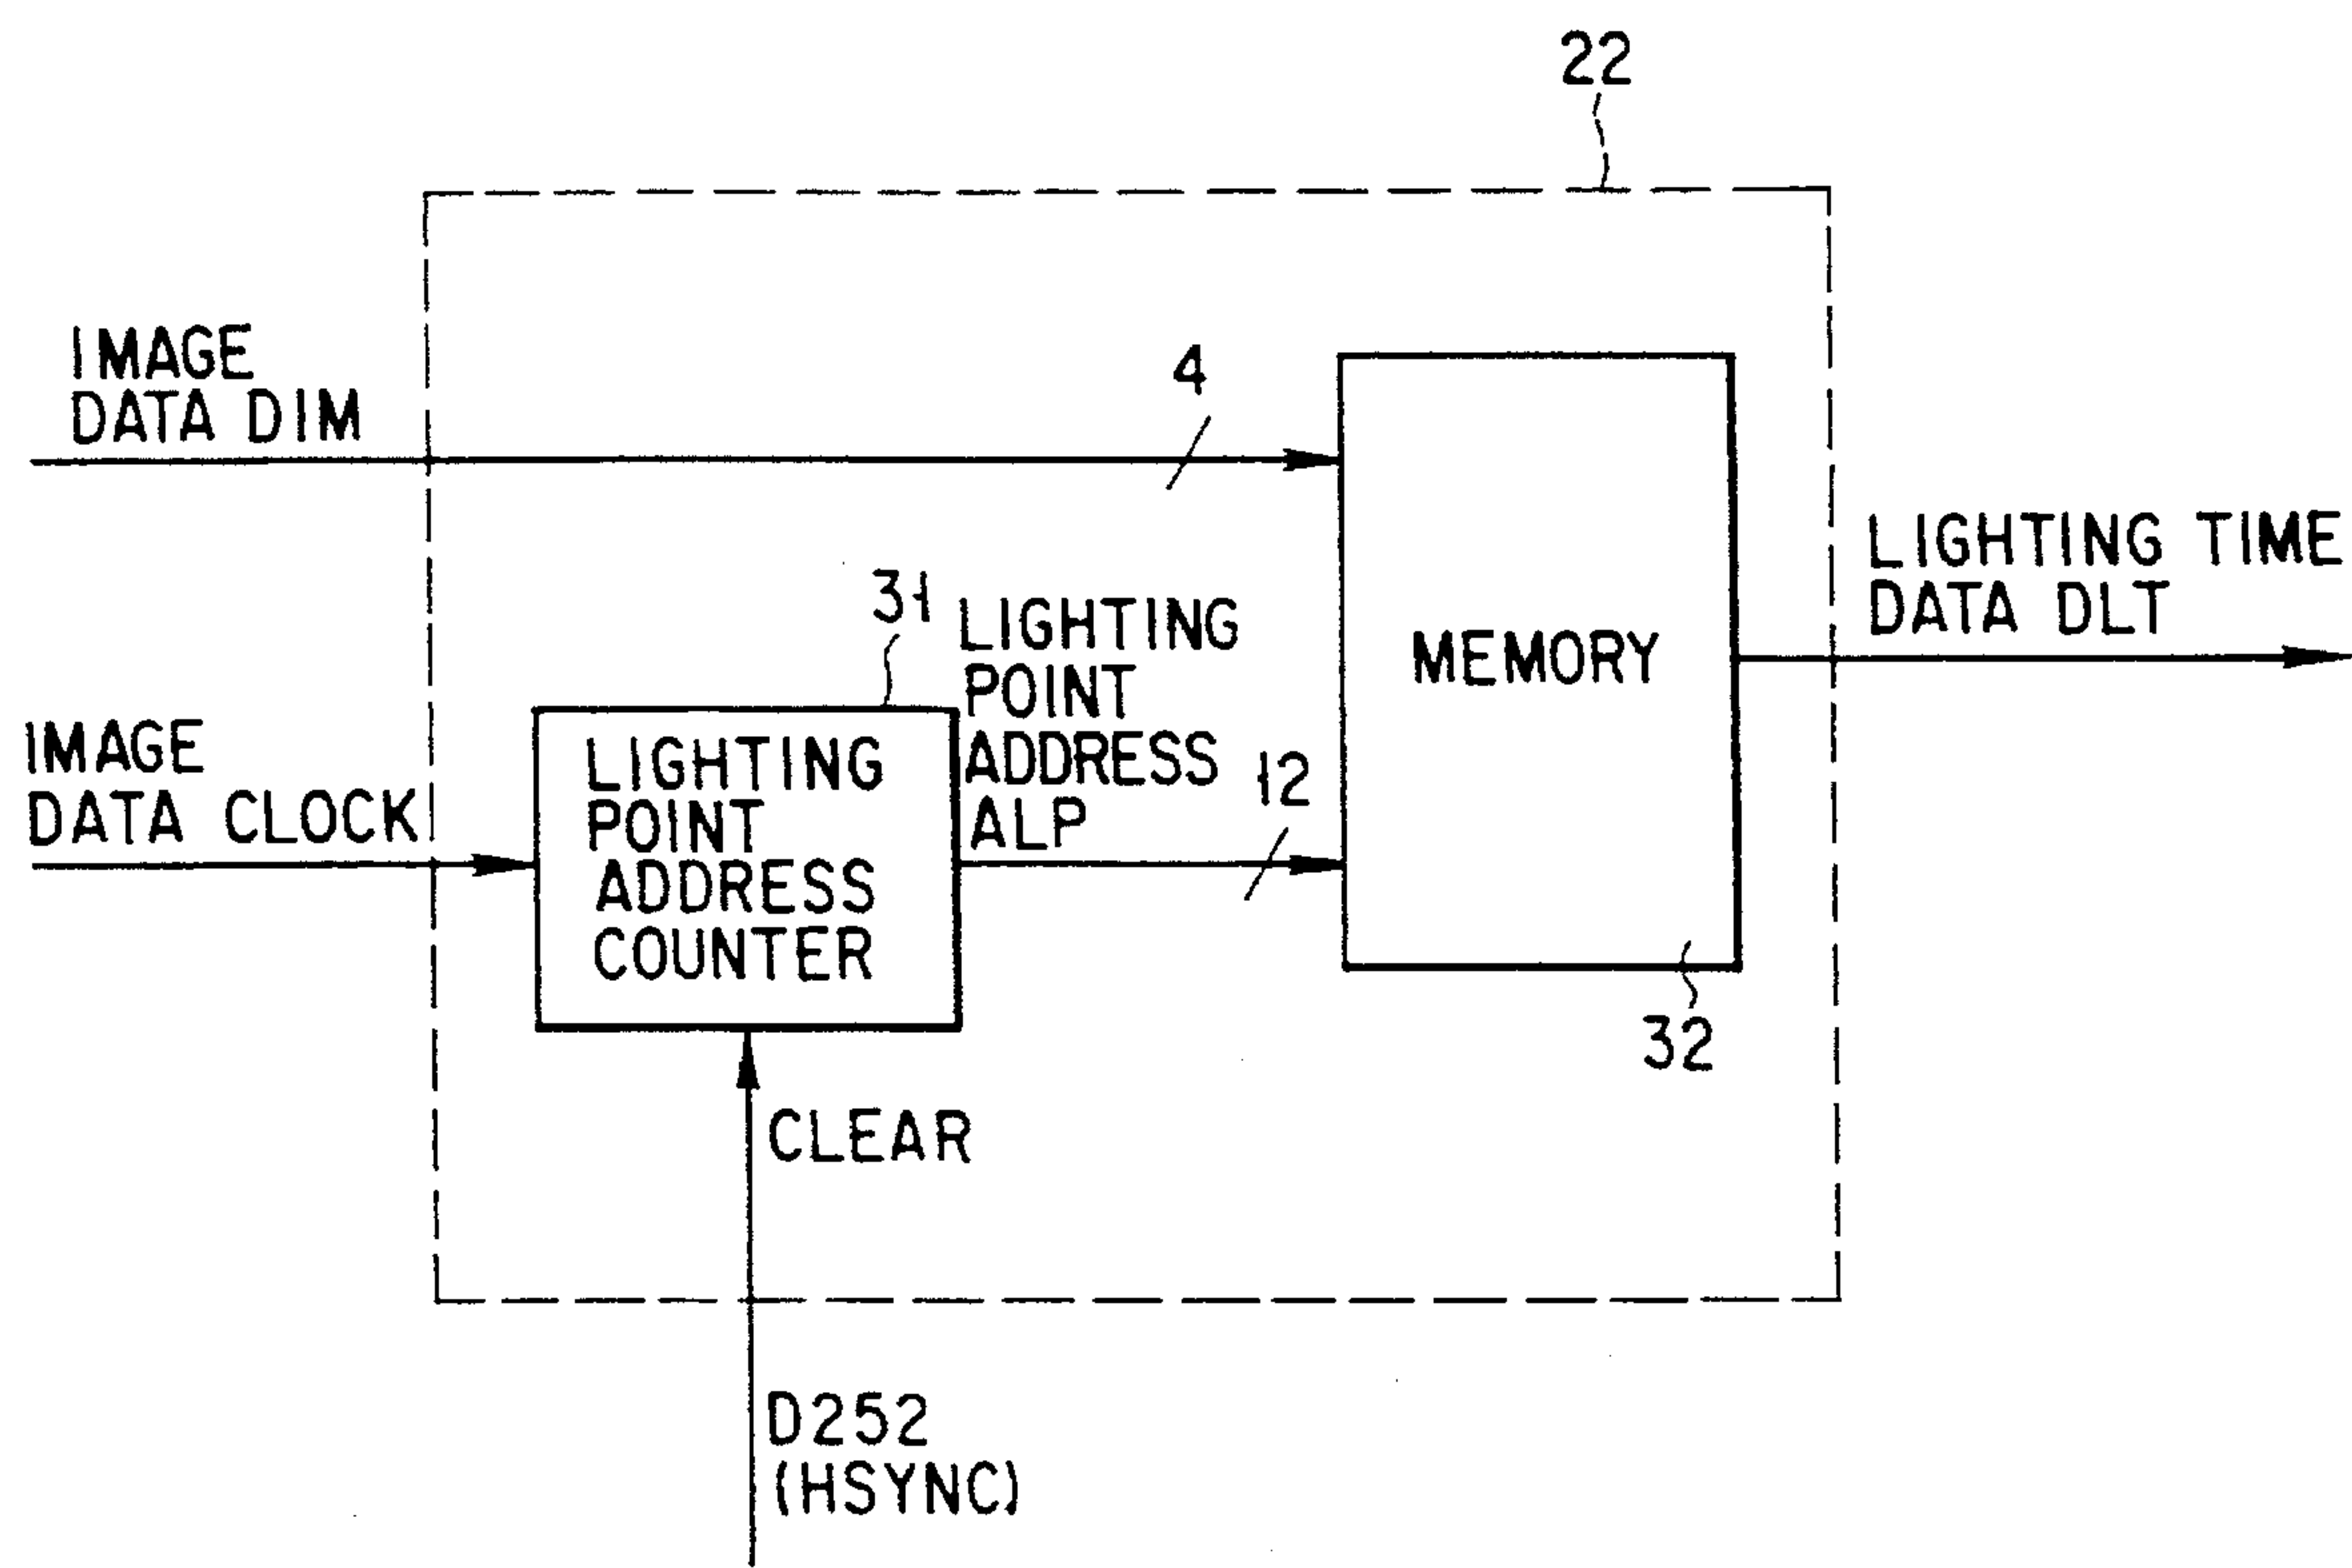 22
IMAGE
DATA DIM
4
LIGHTING TIME
DATA DLT
31
LIGHTING
POINT
ADDRESS
ALP
12
MEMORY
IMAGE
DATA CLOCK
LIGHTING
POINT
ADDRESS
COUNTER
32
CLEAR
D252
(HSYNC)